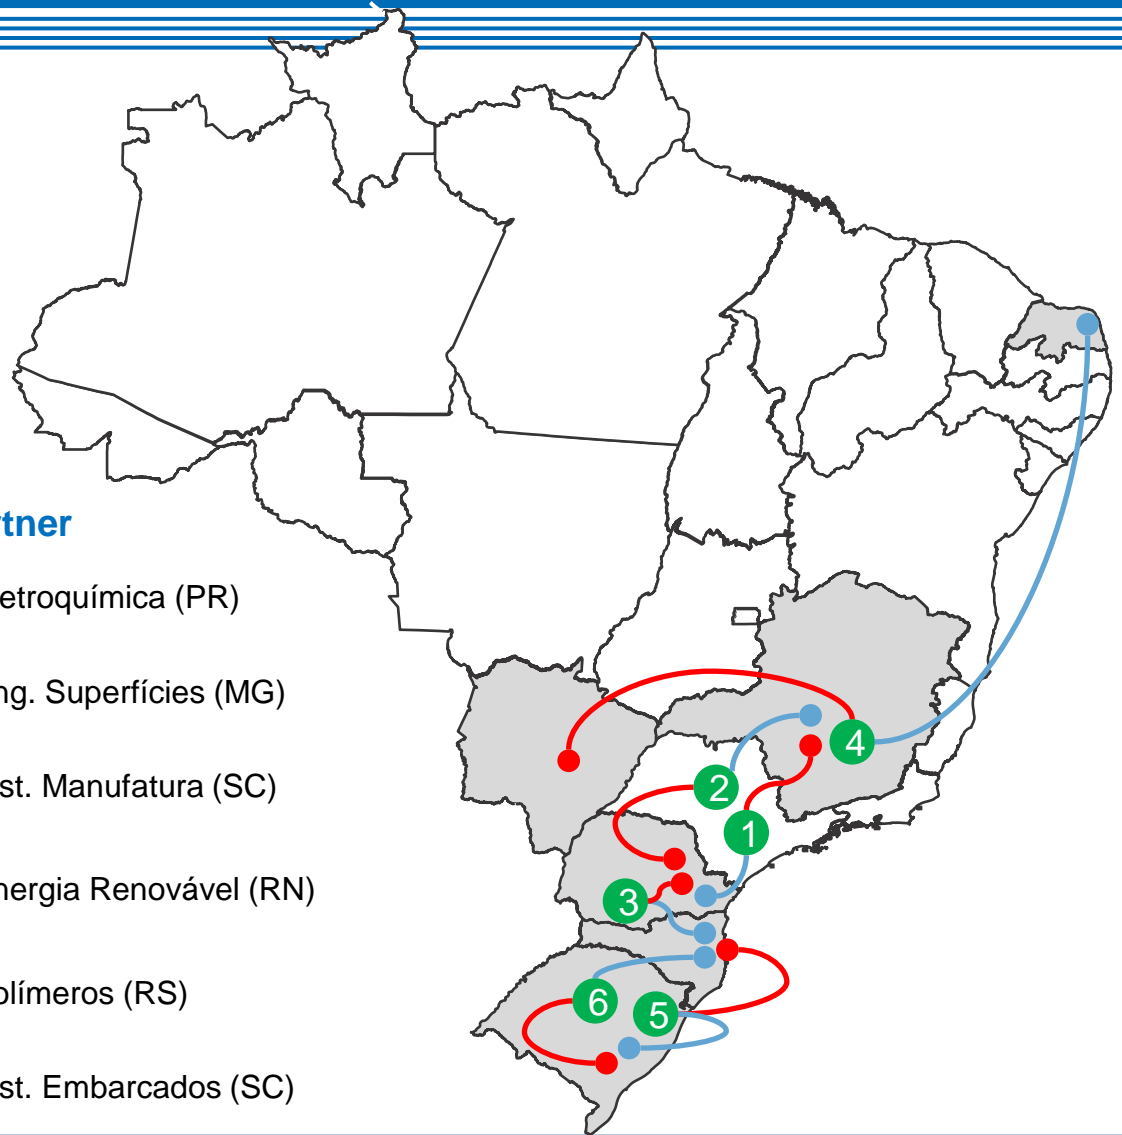 tner
etroquímica (PR)
ng. Superfícies (MG)
st. Manufatura (SC)
nergia Renovável (RN)
olímeros (RS)
st. Embarcados (SC)
4
2
1
3
6
5